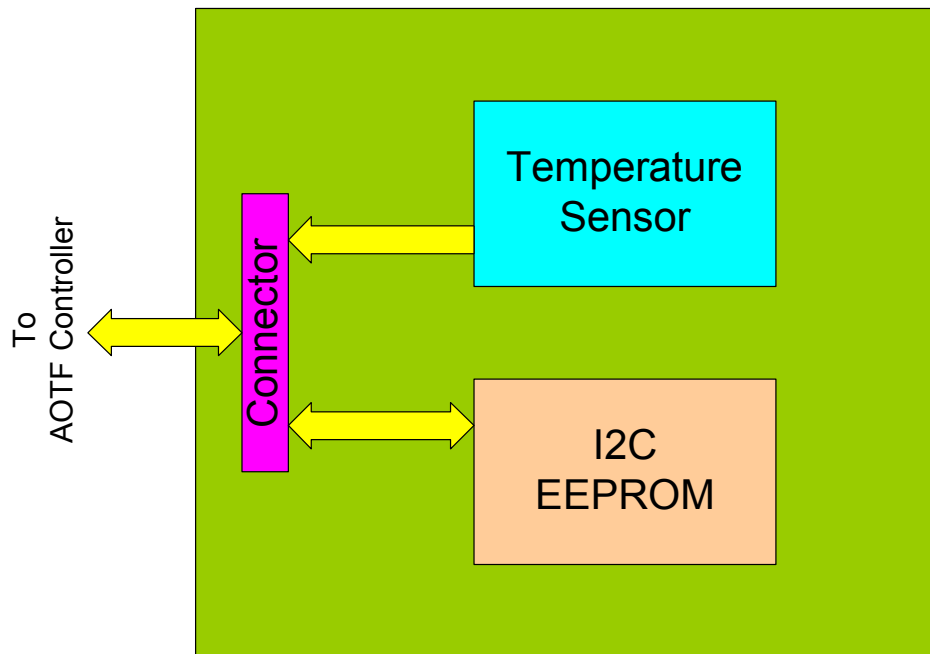 To
AOTF Controller
Connector
Temperature
Sensor
I2C
EEPROM